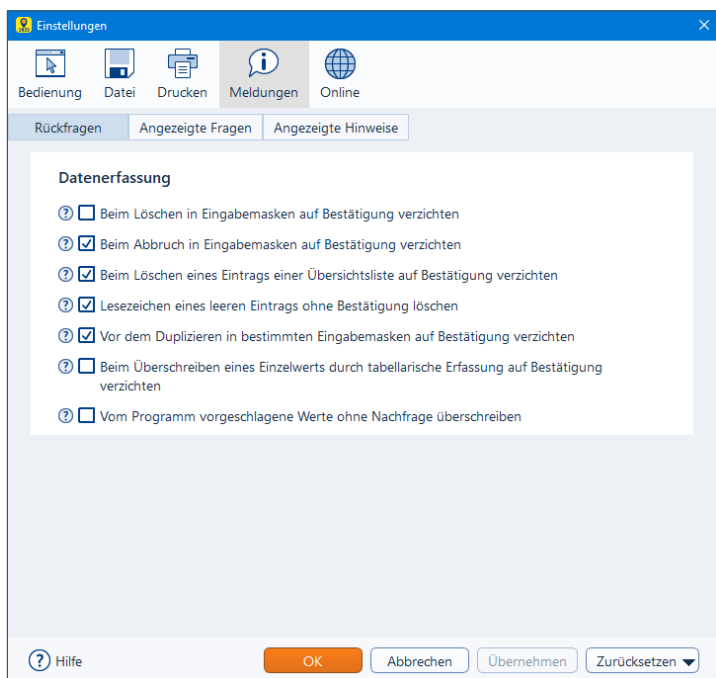 Einstellungen
Bedienung Datei Drucken Meldungen Online
Rückfragen Angezeigte Fragen Angezeigte Hinweise
Datenerfassung
Beim Löschen in Eingabemasken auf Bestätigung verzichten
Beim Abbruch in Eingabemasken auf Bestätigung verzichten
Beim Löschen eines Eintrags einer Übersichtsliste auf Bestätigung verzichten
Lesezeichen eines leeren Eintrags ohne Bestätigung löschen
Vor dem Duplizieren in bestimmten Eingabemasken auf Bestätigung verzichten
Beim Überschreiben eines Einzelwerts durch tabellarische Erfassung auf Bestätigung
verzichten
Vom Programm vorgeschlagene Werte ohne Nachfrage überschreiben
Hilfe OK Abbrechen Übernehmen Zurücksetzen